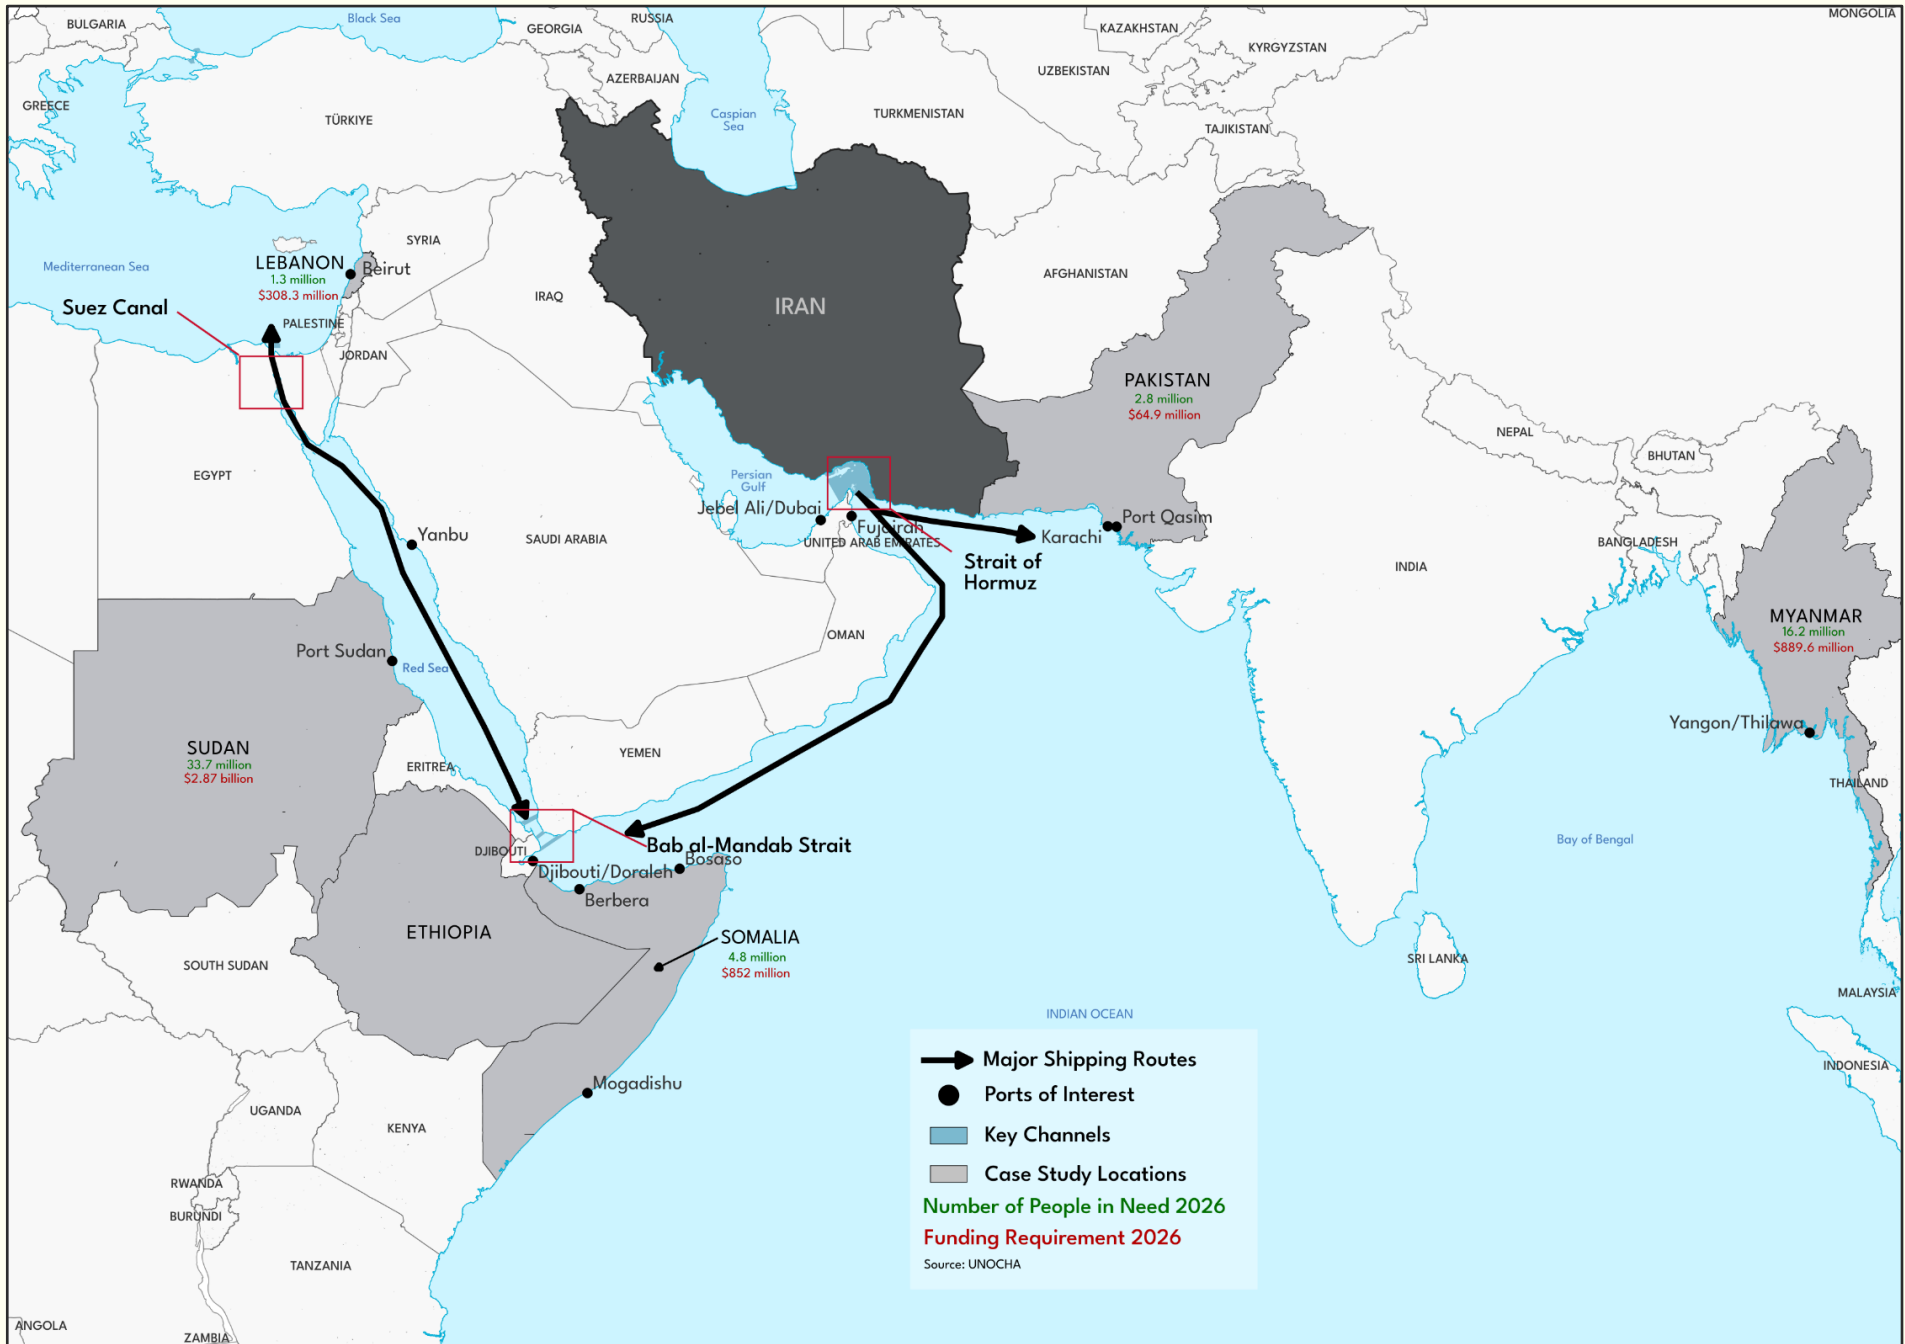 BULGARIA
Black Sea
RUSSIA
GEORGIA
KAZAKHSTAN
MONGOLIA
KYRGYZSTAN
UZBEKISTAN
AZERBAIJAN
GREECE
TÜRKIYE
Caspian
Sea
TURKMENISTAN
TAJIKISTAN
Mediterranean Sea
SYRIA
LEBANON
1.3 million
$308.3 million
Beirut
Suez Canal
PALESTINE
IRAQ
IRAN
AFGHANISTAN
JORDAN
PAKISTAN
2.8 million
$64.9 million
NEPAL
BHUTAN
EGYPT
Persian
Gulf
Jebel Ali/Dubai
Fujairah
UNITED ARAB EMIRATES
Karachi
Port Qasim
Yanbu
SAUDI ARABIA
Strait of
Hormuz
INDIA
BANGLADESH
MYANMAR
16.2 million
$889.6 million
OMAN
Port Sudan
Red Sea
Yangon/Thilawa
SUDAN
33.7 million
$2.87 billion
ERITREA
YEMEN
THAILAND
Bay of Bengal
Bab al-Mandab Strait
DJIBOUTI
Djibouti/Doraleh
Bosaso
Berbera
ETHIOPIA
SOMALIA
4.8 million
$852 million
SOUTH SUDAN
SRI LANKA
MALAYSIA
INDIAN OCEAN
INDONESIA
Mogadishu
UGANDA
KENYA
RWANDA
BURUNDI
TANZANIA
ANGOLA
ZAMBIA
Major Shipping Routes
Ports of Interest
Key Channels
Case Study Locations
Number of People in Need 2026
Funding Requirement 2026
Source: UNOCHA